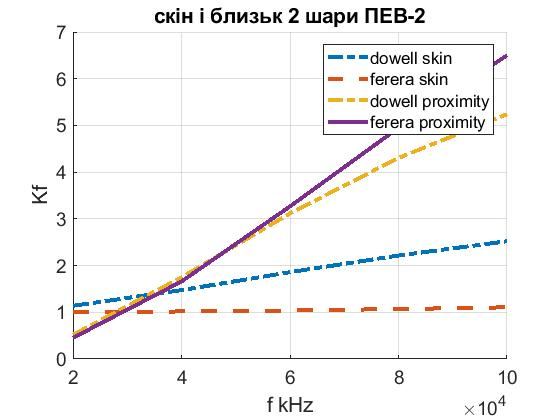 скін і близьк 2 шари ПЕВ-2
7
6
5
4
3
2
1
0
Kf
dowell skin
ferera skin
dowell proximity
ferera proximity
2
4
6
8
10
f kHz
×10⁴